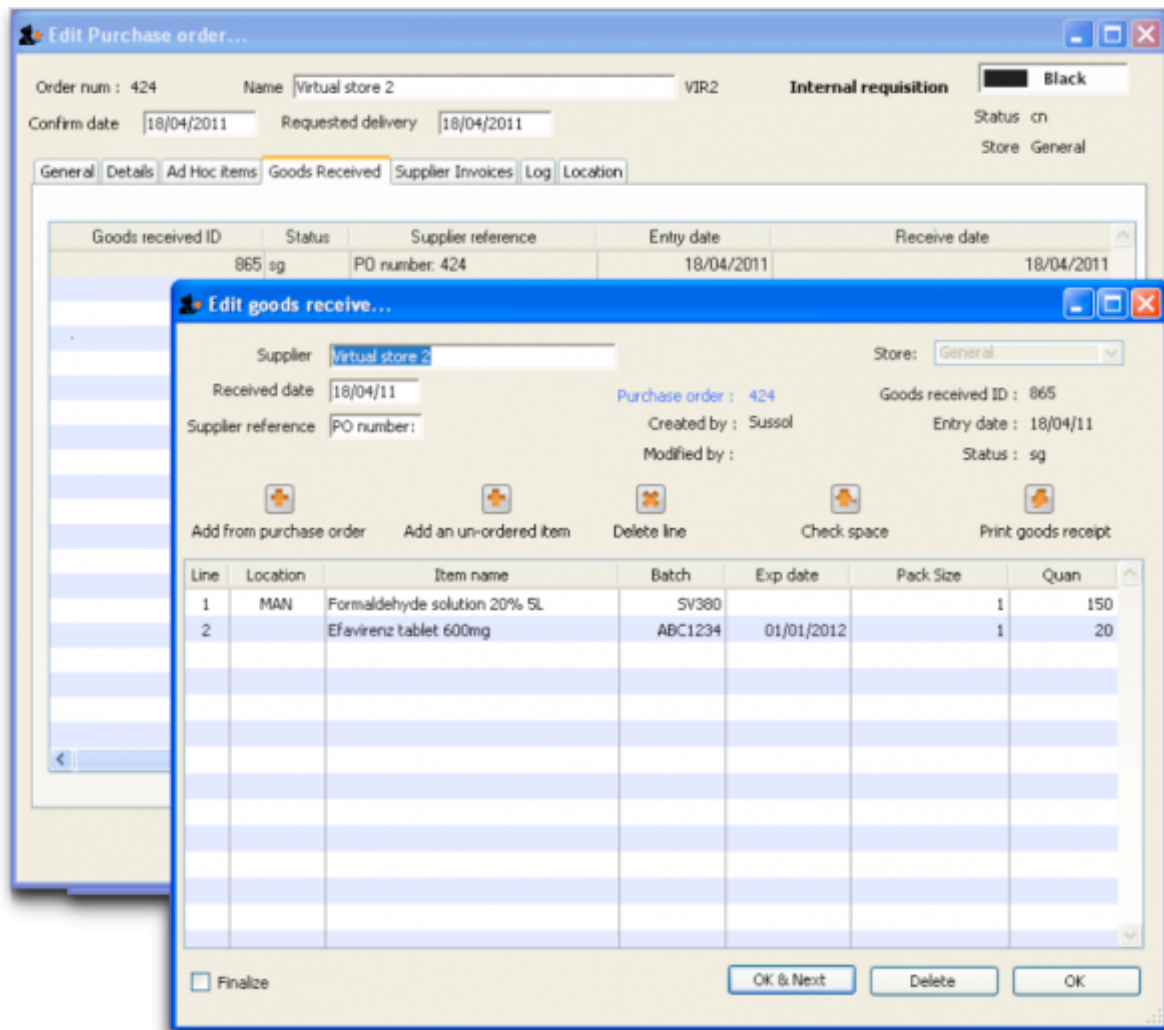 Edit Purchase order...
Order num : 424 Name Virtual store 2 VIR2 Internal requisition Black
Confirm date 18/04/2011 Requested delivery 18/04/2011 Status cn
Store General
General Details Ad Hoc items Goods Received Supplier Invoices Log Location
Goods received ID Status Supplier reference Entry date Receive date
865 sg PO number: 424 18/04/2011 18/04/2011
Edit goods receive...
Supplier Virtual store 2 Store: General
Received date 18/04/11 Purchase order : 424 Goods received ID : 865
Supplier reference PO number: Created by : Sussol Entry date : 18/04/11
Modified by : Status : sg
Add from purchase order Add an un-ordered item Delete line Check space Print goods receipt
Line Location Item name Batch Exp date Pack Size Quan
1 MAN Formaldehyde solution 20% 5L SV380 1 150
2 Efavirenz tablet 600mg ABC1234 01/01/2012 1 20
Finalize OK & Next Delete OK